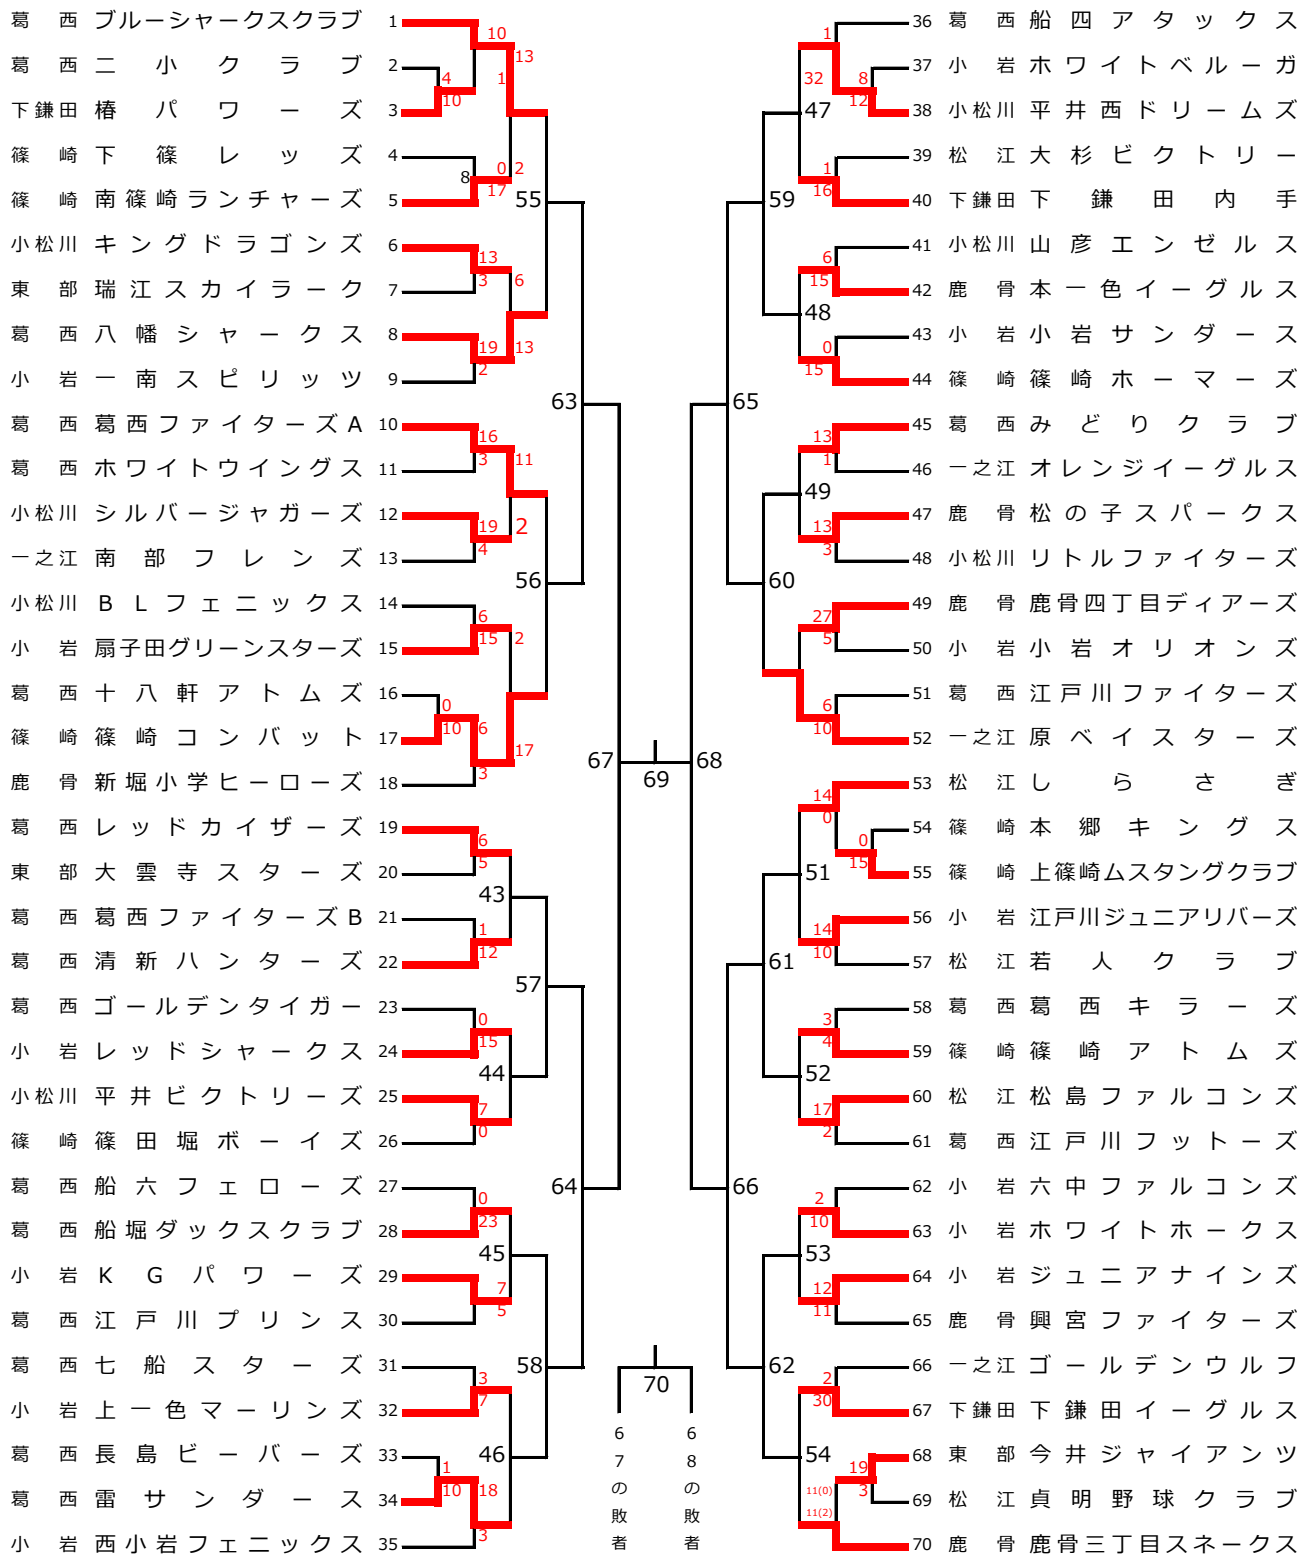 葛西 ブルーシャークスクラブ 1
葛西 二小クラブ 2
下鎌田 椿パワーズ 3
篠崎 下篠レッズ 4
篠崎 南篠崎ランチャーズ 5
小松川 キングドラゴンズ 6
東部 瑞江スカイラーク 7
葛西 八幡シャークス 8
小岩 一南スピリッツ 9
葛西 葛西ファイターズA 10
葛西 ホワイトウイングス 11
小松川 シルバージャガーズ 12
一之江 南部フレンズ 13
小松川 BLフェニックス 14
小岩 扇子田グリーンスターズ 15
葛西 十八軒アトムズ 16
篠崎 篠崎コンバット 17
鹿骨 新堀小学ヒーローズ 18
葛西 レッドカイザーズ 19
東部 大雲寺スターズ 20
葛西 葛西ファイターズB 21
葛西 清新ハンターズ 22
葛西 ゴールデンタイガー 23
小岩 レッドシャークス 24
小松川 平井ビクトリーズ 25
篠崎 篠田堀ボーイズ 26
葛西 船六フェローズ 27
葛西 船堀ダックスクラブ 28
小岩 KGパワーズ 29
葛西 江戸川プリンス 30
葛西 七船スターズ 31
小岩 上一色マーリンズ 32
葛西 長島ビーバーズ 33
葛西 雷サンダース 34
小岩 西小岩フェニックス 35
10
13
4
10
1
8
0
2
17
55
13
3
6
19
2
13
63
16
3
11
19
4
2
56
6
15
2
0
10
6
3
17
67
69
68
6
5
43
1
12
57
0
15
44
7
0
64
0
23
45
7
5
58
3
7
46
1
10
18
3
70
67の敗者
68の敗者
1
32
8
12
47
1
16
59
6
15
48
0
15
65
13
1
49
13
3
60
27
5
6
10
14
0
0
15
51
14
10
61
3
4
52
17
2
66
2
10
53
12
11
62
2
30
54
19
3
11(0)
11(2)
36 葛西 船四アタックス
37 小岩 ホワイトベルーガ
38 小松川 平井西ドリームズ
39 松江 大杉ビクトリー
40 下鎌田 下鎌田内手
41 小松川 山彦エンゼルス
42 鹿骨 本一色イーグルス
43 小岩 小岩サンダース
44 篠崎 篠崎ホーマーズ
45 葛西 みどりクラブ
46 一之江 オレンジイーグルス
47 鹿骨 松の子スパークス
48 小松川 リトルファイターズ
49 鹿骨 鹿骨四丁目ディアーズ
50 小岩 小岩オリオンズ
51 葛西 江戸川ファイターズ
52 一之江 原ベイスターズ
53 松江 しらさぎ
54 篠崎 本郷キングス
55 篠崎 上篠崎ムスタングクラブ
56 小岩 江戸川ジュニアリバーズ
57 松江 若人クラブ
58 葛西 葛西キラーズ
59 篠崎 篠崎アトムズ
60 松江 松島ファルコンズ
61 葛西 江戸川フットーズ
62 小岩 六中ファルコンズ
63 小岩 ホワイトホークス
64 小岩 ジュニアナインズ
65 鹿骨 興宮ファイターズ
66 一之江 ゴールデンウルフ
67 下鎌田 下鎌田イーグルス
68 東部 今井ジャイアンツ
69 松江 貞明野球クラブ
70 鹿骨 鹿骨三丁目スネークス